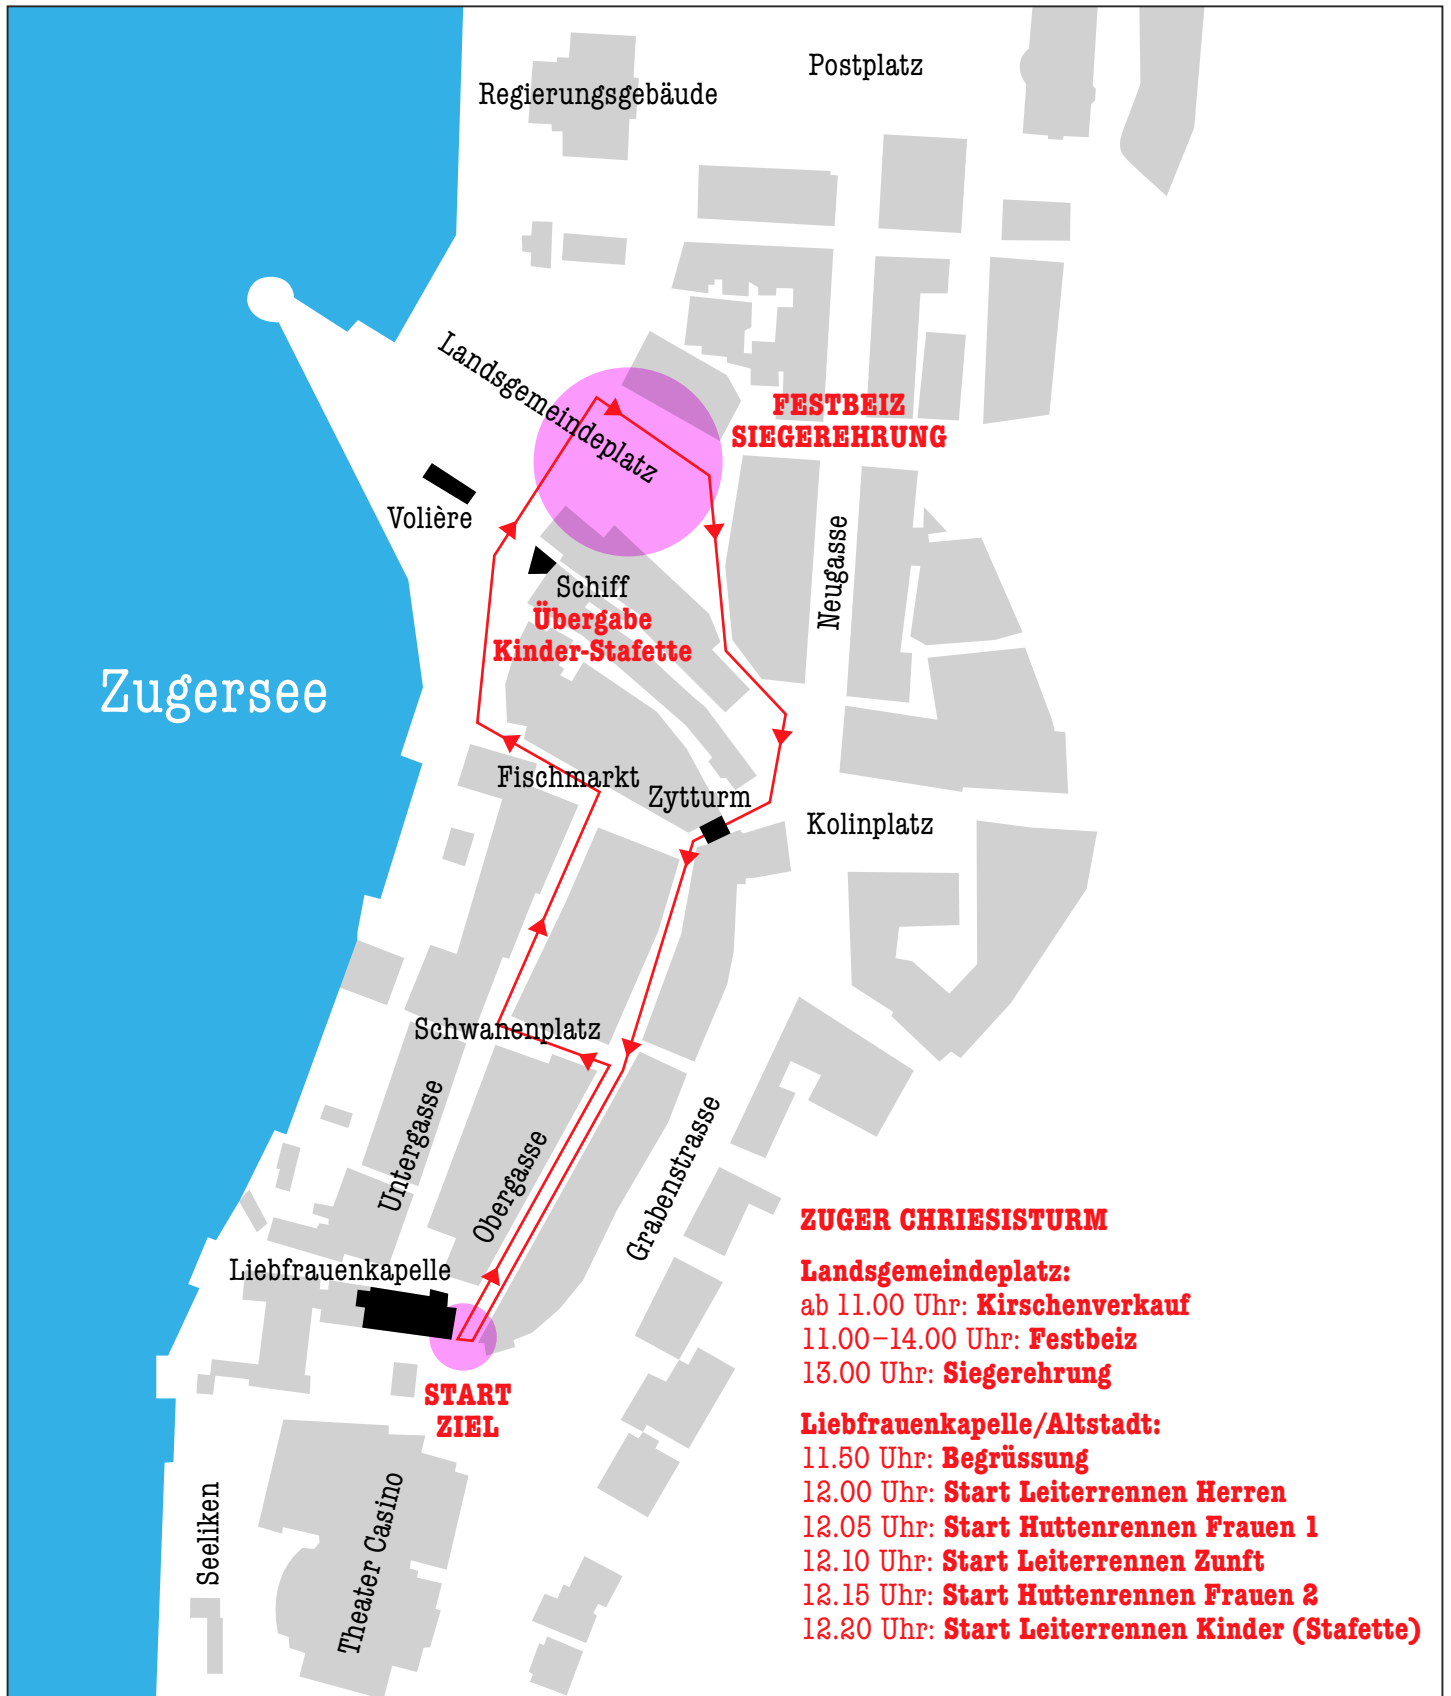 Postplatz
Regierungsgebäude
Landsgemeindeplatz
FESTBEIZ
SIEGEREHRUNG
Volière
Neugasse
Schiff
Übergabe
Kinder-Stafette
Zugersee
Fischmarkt
Zytturm
Kolinplatz
Schwanenplatz
Untergasse
Obergasse
Grabenstrasse
Liebfrauenkapelle
START
ZIEL
Seeliken
Theater Casino
ZUGER CHRIESISTURM
Landsgemeindeplatz:
ab 11.00 Uhr: Kirschenverkauf
11.00–14.00 Uhr: Festbeiz
13.00 Uhr: Siegerehrung
Liebfrauenkapelle/Altstadt:
11.50 Uhr: Begrüssung
12.00 Uhr: Start Leiterrennen Herren
12.05 Uhr: Start Huttenrennen Frauen 1
12.10 Uhr: Start Leiterrennen Zunft
12.15 Uhr: Start Huttenrennen Frauen 2
12.20 Uhr: Start Leiterrennen Kinder (Stafette)